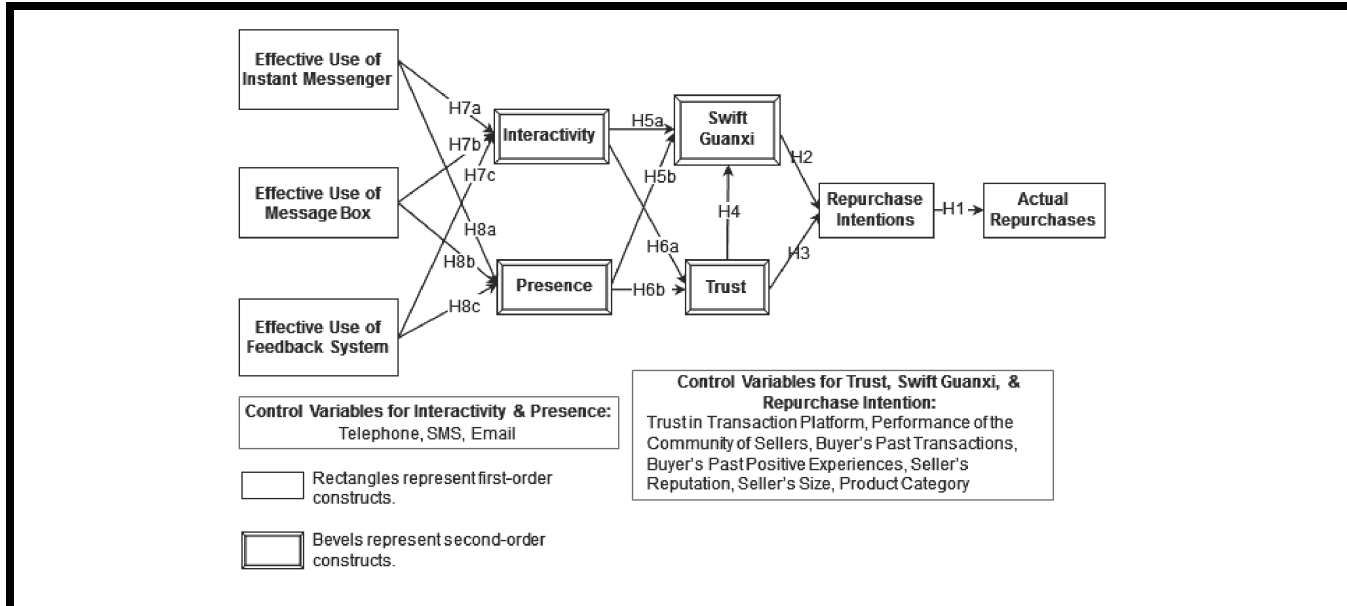 Effective Use of
Instant Messenger
Effective Use of
Message Box
Effective Use of
Feedback System
H7a
H7b
H7c
H8a
H8b
H8c
Interactivity
Presence
H5a
H5b
H6a
H6b
Swift
Guanxi
H4
Trust
H2
H3
Repurchase
Intentions
H1
Actual
Repurchases
Control Variables for Interactivity & Presence:
Telephone, SMS, Email
Control Variables for Trust, Swift Guanxi, &
Repurchase Intention:
Trust in Transaction Platform, Performance of the
Community of Sellers, Buyer's Past Transactions,
Buyer's Past Positive Experiences, Seller's
Reputation, Seller's Size, Product Category
Rectangles represent first-order
constructs.
Bevels represent second-order
constructs.